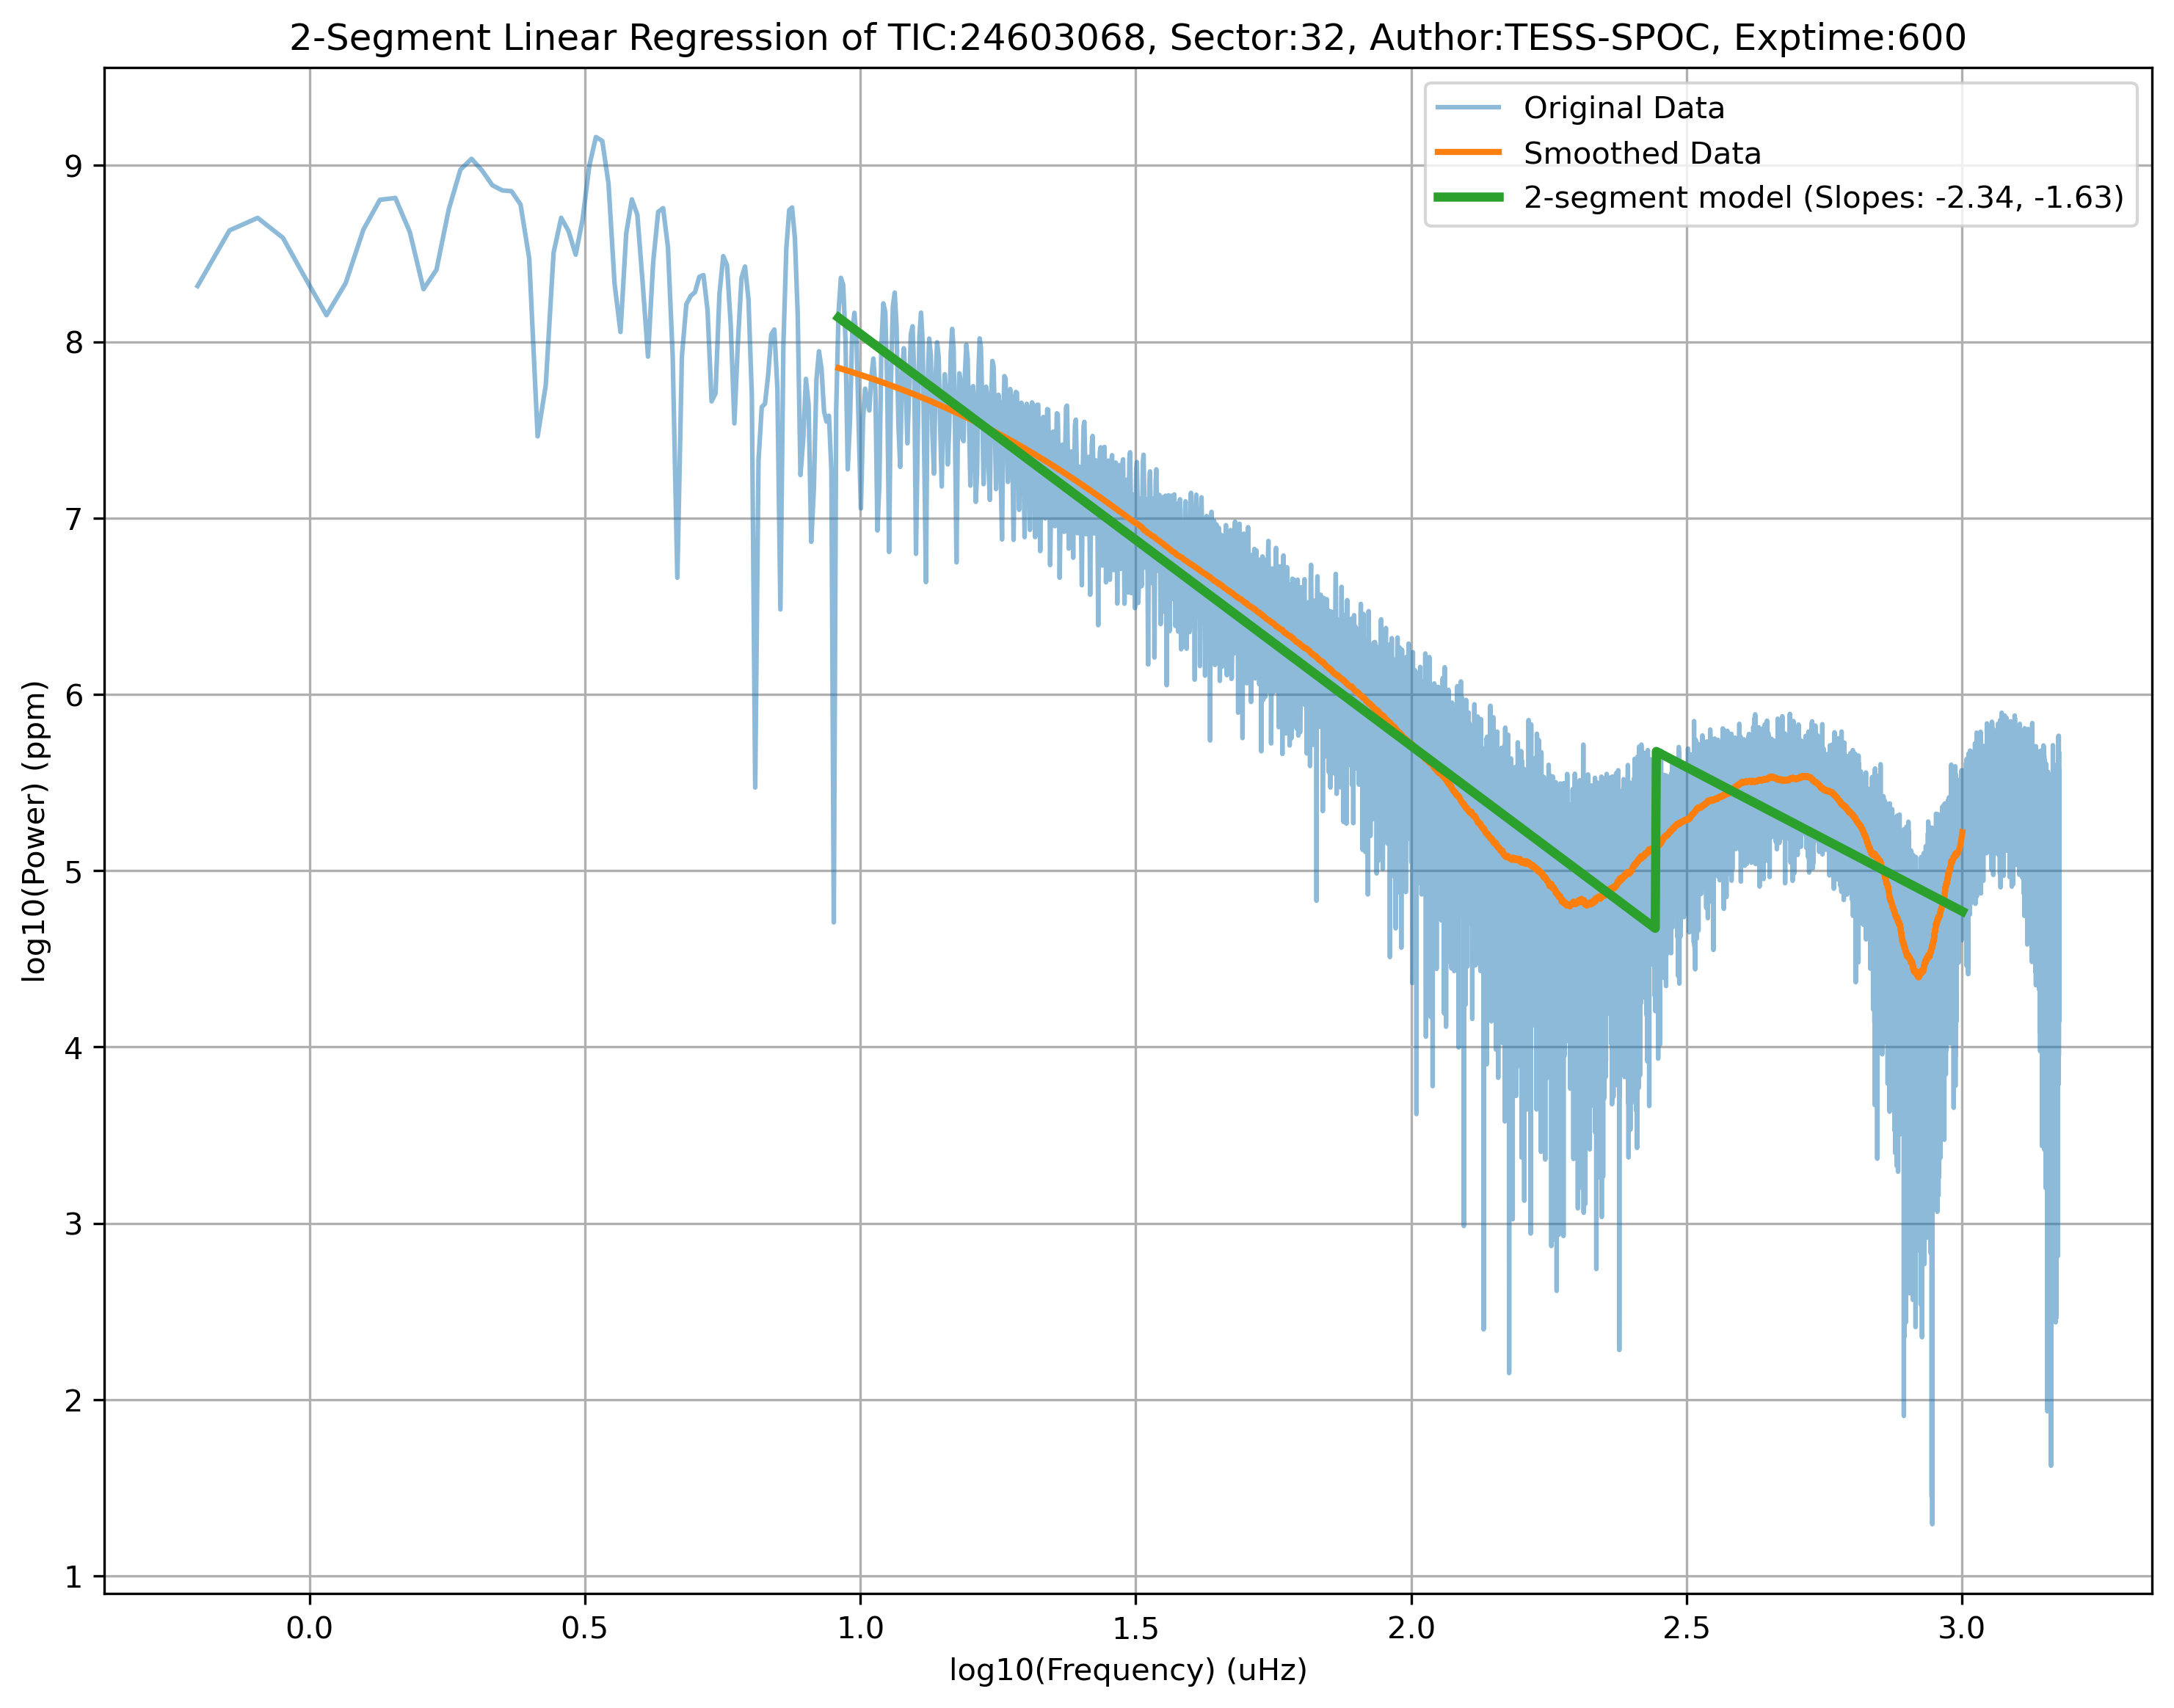 2-Segment Linear Regression of TIC:24603068, Sector:32, Author:TESS-SPOC, Exptime:600
Original Data
Smoothed Data
2-segment model (Slopes: -2.34, -1.63)
log10(Power) (ppm)
9
8
7
6
5
4
3
2
1
0.0 0.5 1.0 1.5 2.0 2.5 3.0
log10(Frequency) (uHz)